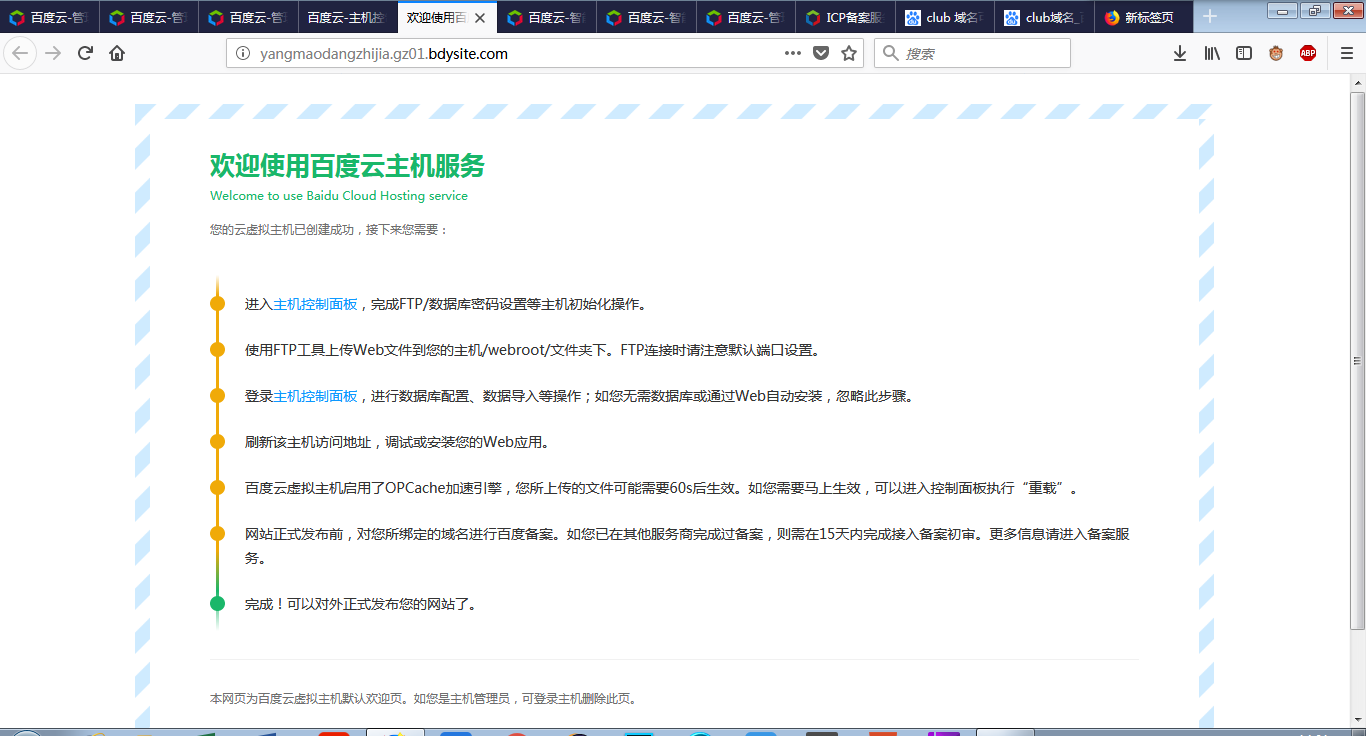 百度云-管
百度云-管
百度云-管
百度云-主机控
欢迎使用百
百度云-智
百度云-智
百度云-管
ICP备案服
club 域名
club域名_
新标签页
yangmaodangzhijia.gz01.bdysite.com
搜索
ABP
欢迎使用百度云主机服务
Welcome to use Baidu Cloud Hosting service
您的云虚拟主机已创建成功，接下来您需要：
进入主机控制面板，完成FTP/数据库密码设置等主机初始化操作。
使用FTP工具上传Web文件到您的主机/webroot/文件夹下。FTP连接时请注意默认端口设置。
登录主机控制面板，进行数据库配置、数据导入等操作；如您无需数据库或通过Web自动安装，忽略此步骤。
刷新该主机访问地址，调试或安装您的Web应用。
百度云虚拟主机启用了OPCache加速引擎，您所上传的文件可能需要60s后生效。如您需要马上生效，可以进入控制面板执行“重载”。
网站正式发布前，对您所绑定的域名进行百度备案。如您已在其他服务商完成过备案，则需在15天内完成接入备案初审。更多信息请进入备案服
务。
完成！可以对外正式发布您的网站了。
本网页为百度云虚拟主机默认欢迎页。如您是主机管理员，可登录主机删除此页。